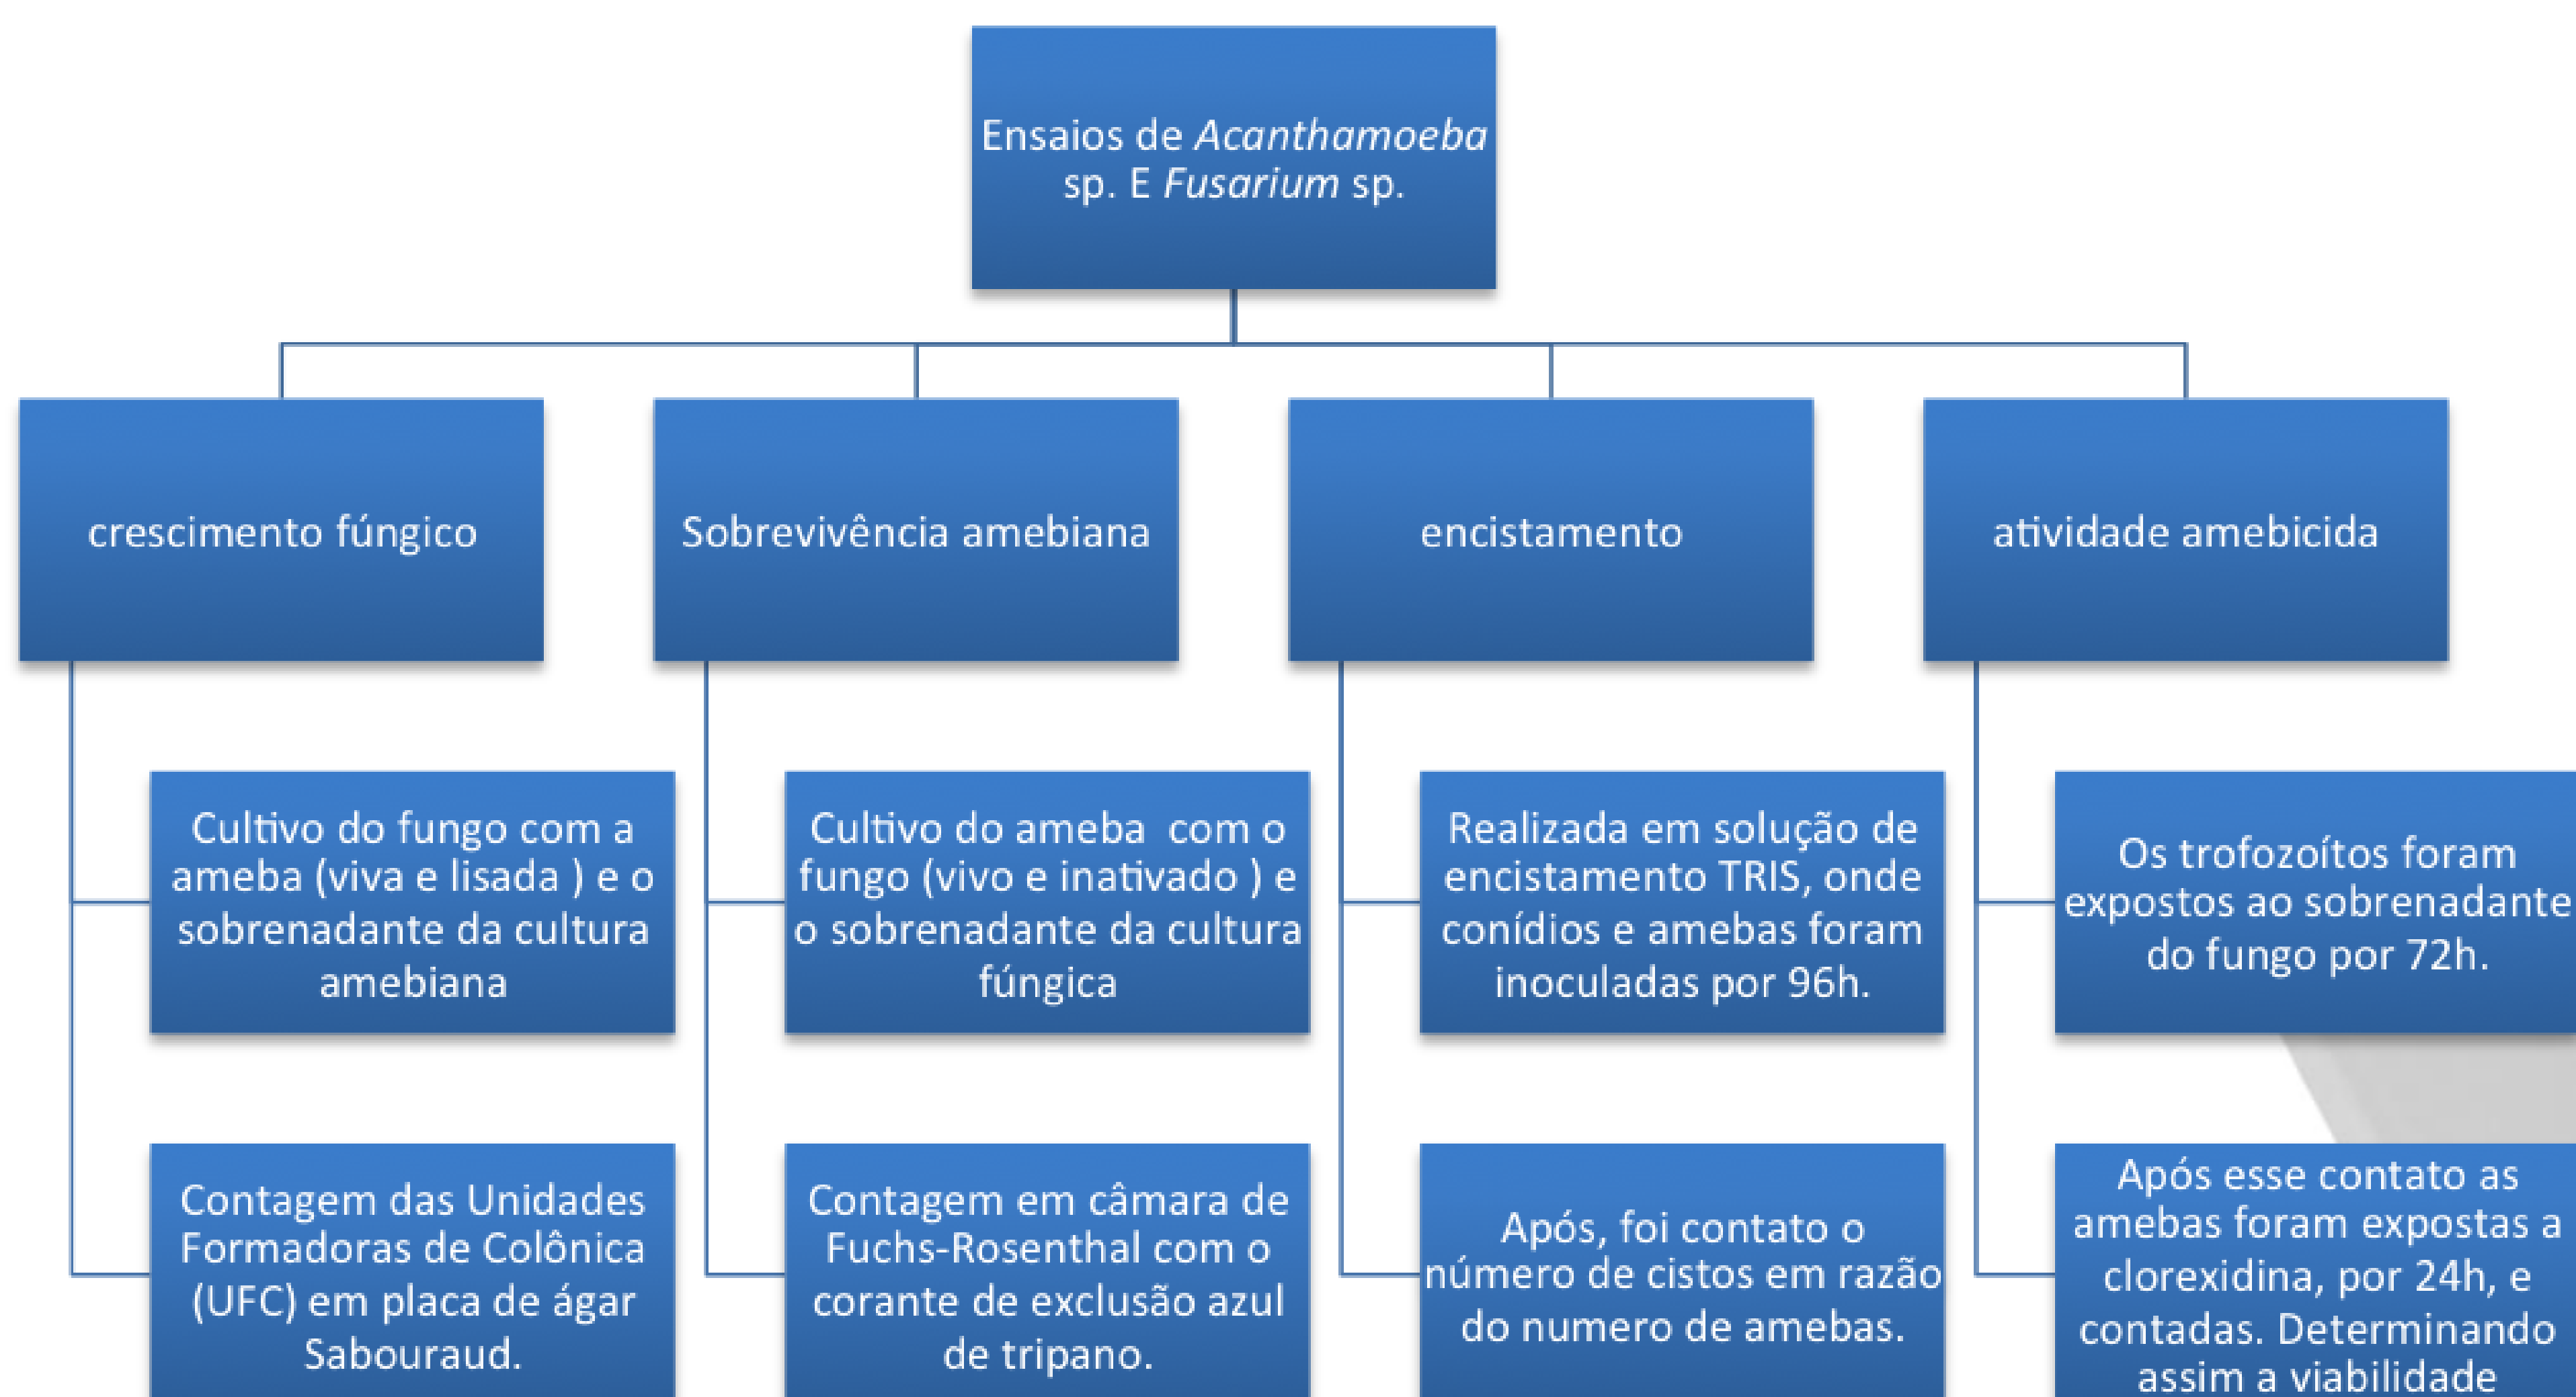 Ensaios de Acanthamoeba
sp. E Fusarium sp.
crescimento fúngico
Sobrevivência amebiana
encistamento
atividade amebicida
Cultivo do fungo com a
ameba (viva e lisada ) e o
sobrenadante da cultura
amebiana
Cultivo do ameba com o
fungo (vivo e inativado ) e
o sobrenadante da cultura
fúngica
Realizada em solução de
encistamento TRIS, onde
conídios e amebas foram
inoculadas por 96h.
Os trofozoítos foram
expostos ao sobrenadante
do fungo por 72h.
Contagem das Unidades
Formadoras de Colônica
(UFC) em placa de ágar
Sabouraud.
Contagem em câmara de
Fuchs-Rosenthal com o
corante de exclusão azul
de tripano.
Após, foi contato o
número de cistos em razão
do numero de amebas.
Após esse contato as
amebas foram expostas a
clorexidina, por 24h, e
contadas. Determinando
assim a viabilidade